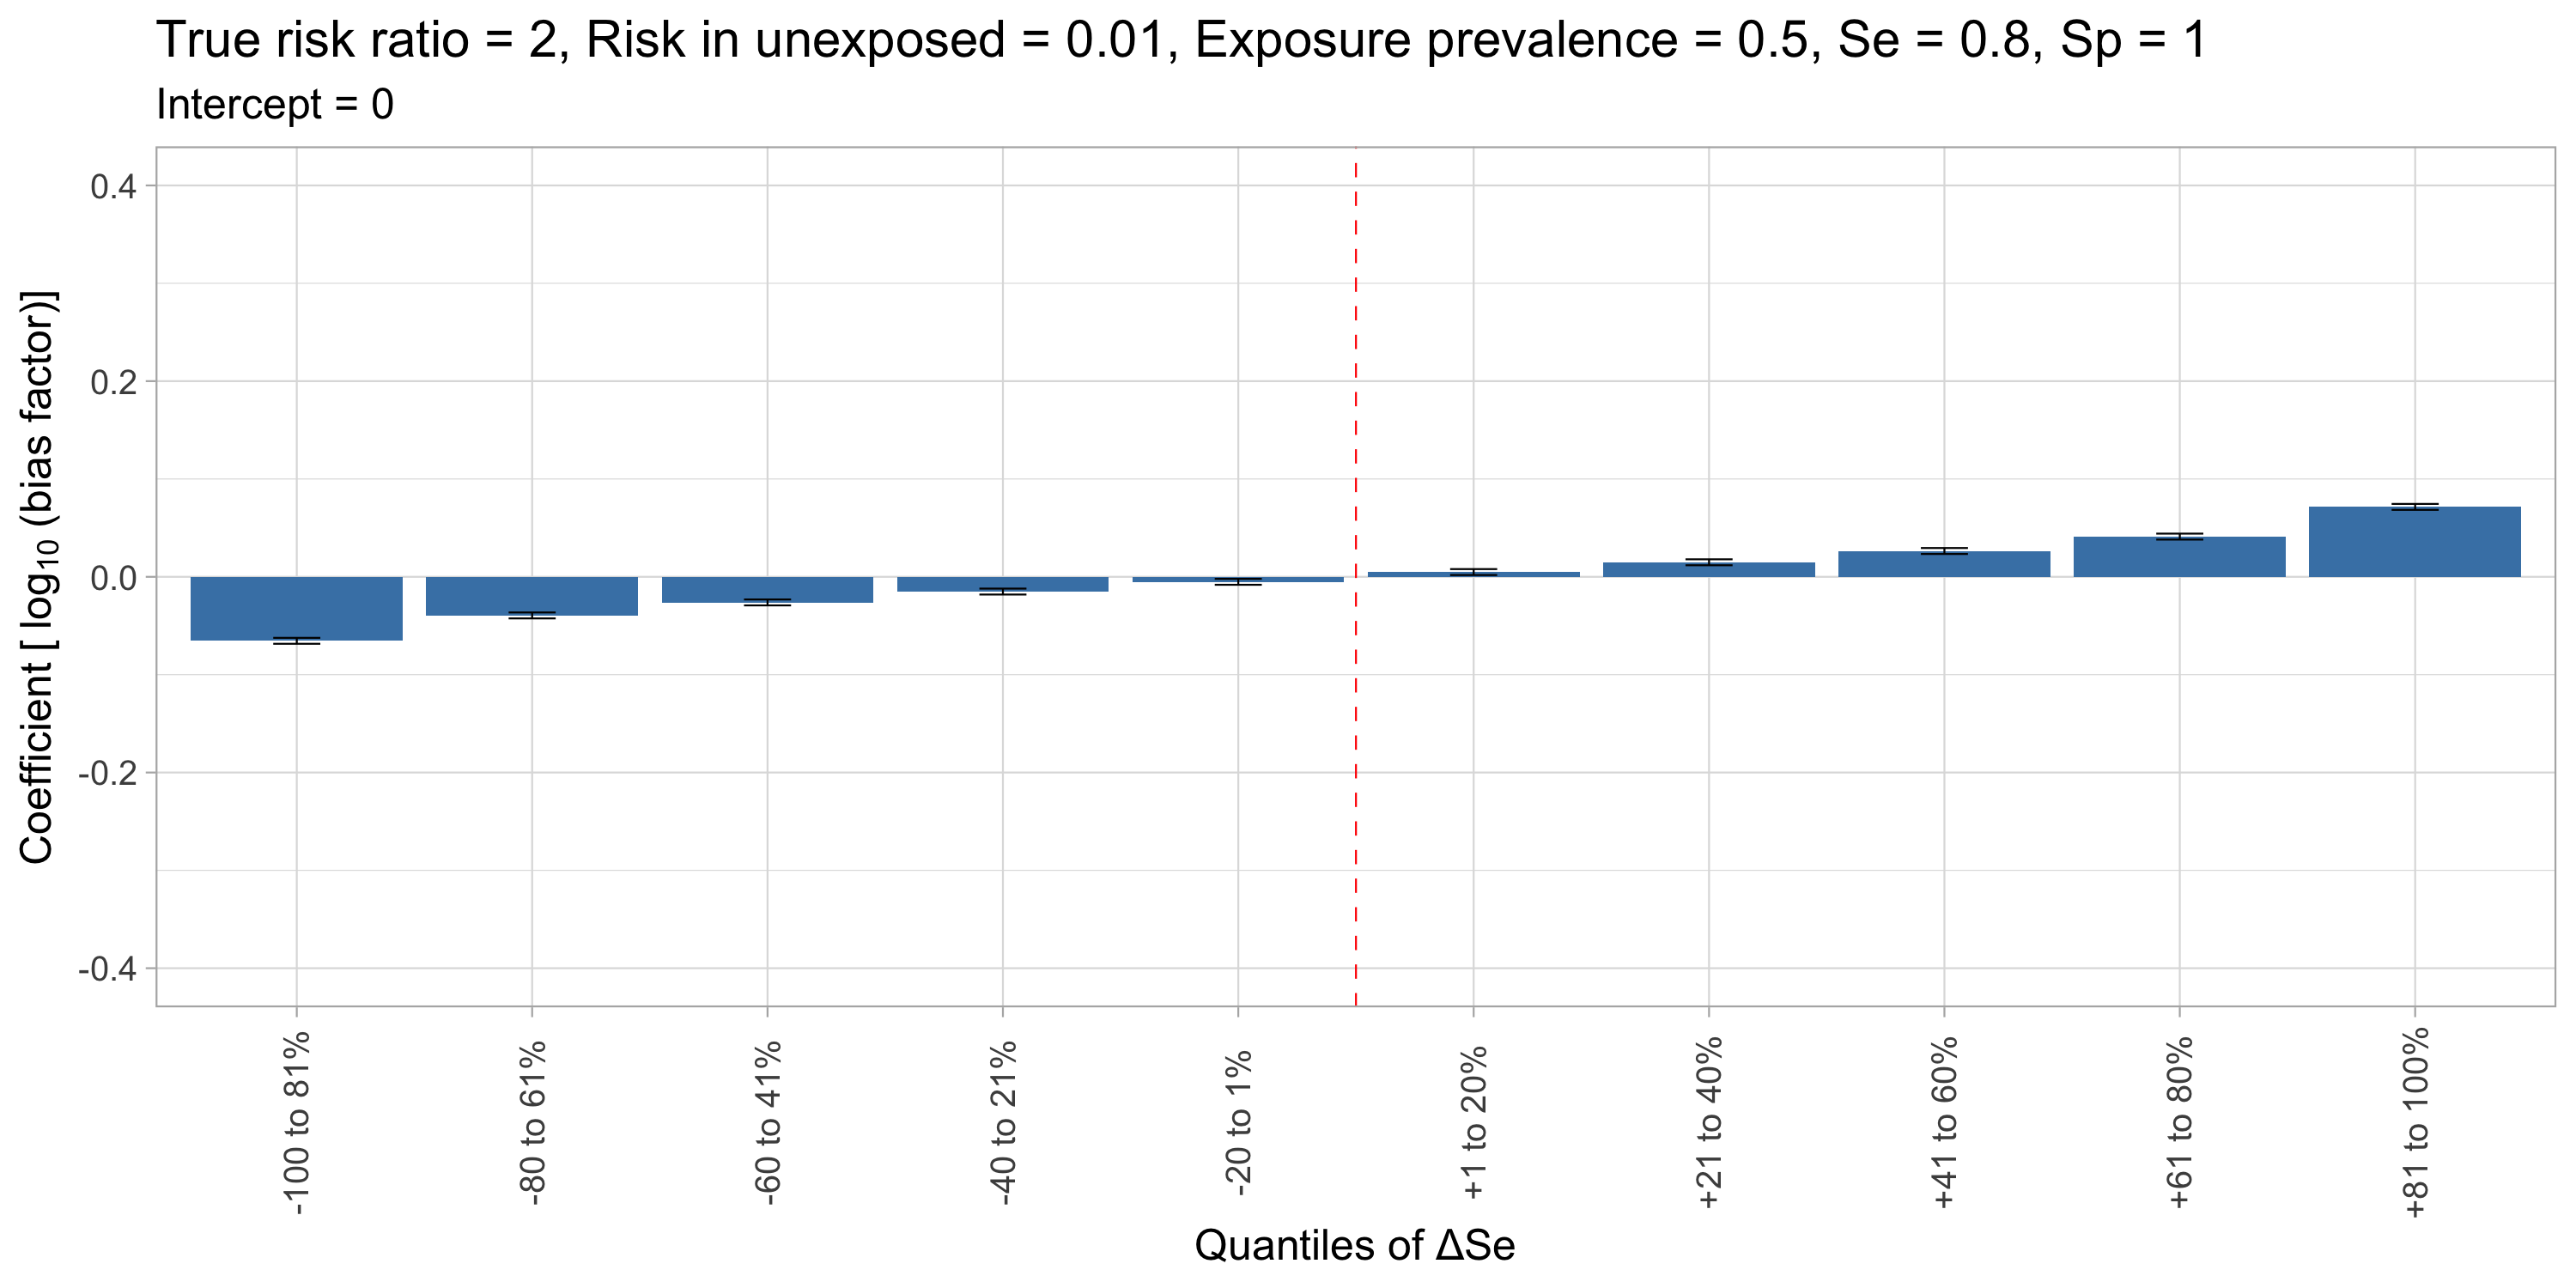 True risk ratio = 2, Risk in unexposed = 0.01, Exposure prevalence = 0.5, Se = 0.8, Sp = 1
Intercept = 0
Coefficient [ log₁₀ (bias factor)]
0.4
0.2
0.0
-0.2
-0.4
-100 to 81%
-80 to 61%
-60 to 41%
-40 to 21%
-20 to 1%
+1 to 20%
+21 to 40%
+41 to 60%
+61 to 80%
+81 to 100%
Quantiles of ΔSe